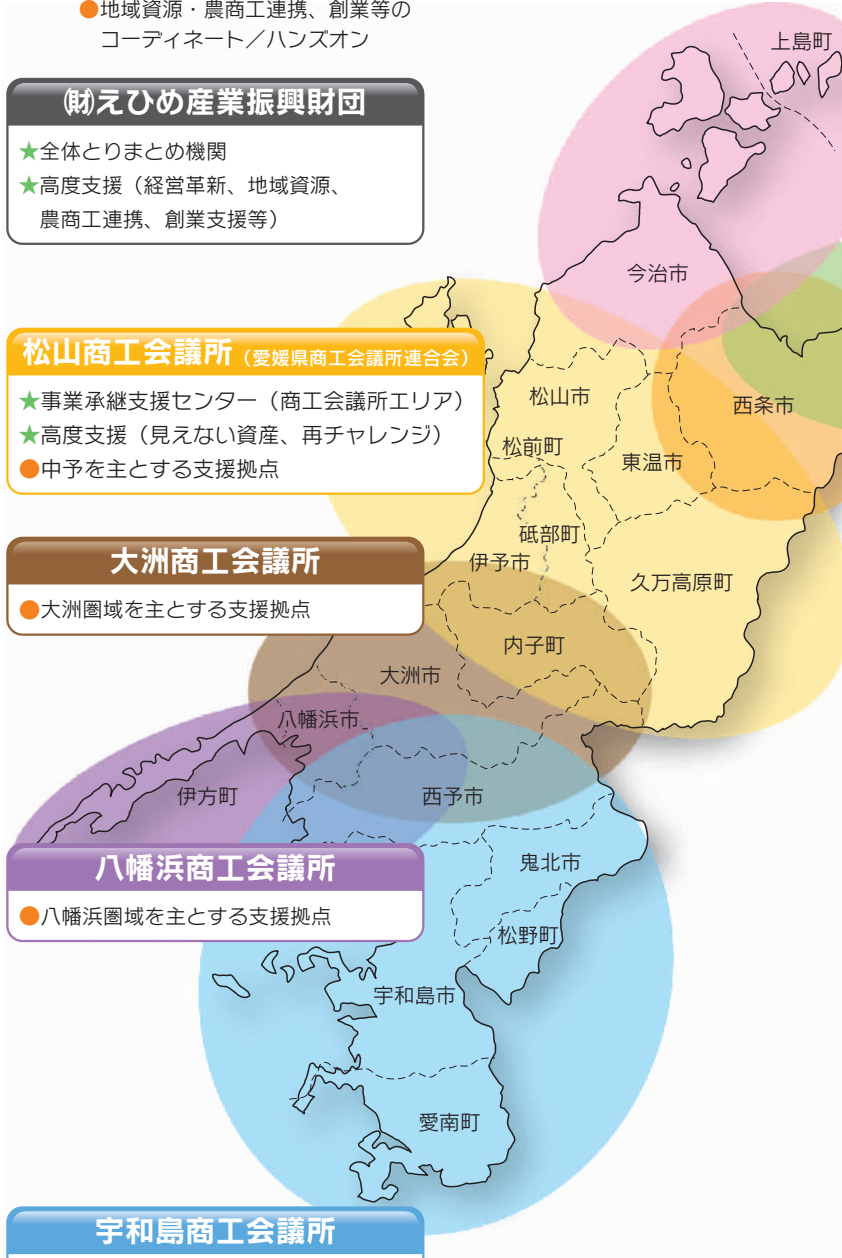 ●地域資源・農商工連携、創業等の
コーディネート／ハンズオン
㈶えひめ産業振興財団
★全体とりまとめ機関
★高度支援（経営革新、地域資源、
農商工連携、創業支援等）
松山商工会議所（愛媛県商工会議所連合会）
★事業承継支援センター（商工会議所エリア）
★高度支援（見えない資産、再チャレンジ）
●中予を主とする支援拠点
大洲商工会議所
●大洲圏域を主とする支援拠点
八幡浜商工会議所
●八幡浜圏域を主とする支援拠点
宇和島商工会議所
上島町
今治市
松山市
西条市
松前町
東温市
砥部町
伊予市
久万高原町
内子町
大洲市
八幡浜市
伊方町
西予市
鬼北市
松野町
宇和島市
愛南町